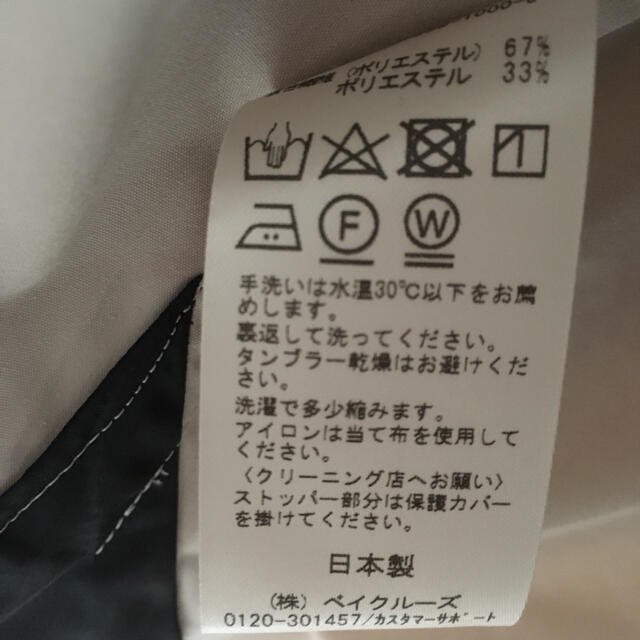 (ポリエステル) 67%
ポリエステル 33%
F W
手洗いは水温30℃以下をお薦
めします。
裏返して洗ってください。
タンブラー乾燥はお避けくだ
さい。
洗濯で多少縮みます。
アイロンは当て布を使用して
ください。
〈クリーニング店へお願い〉
ストッパー部分は保護カバー
を掛けてください。
日本製
(株) ベイクルーズ
0120-301457/カスタマーサポート